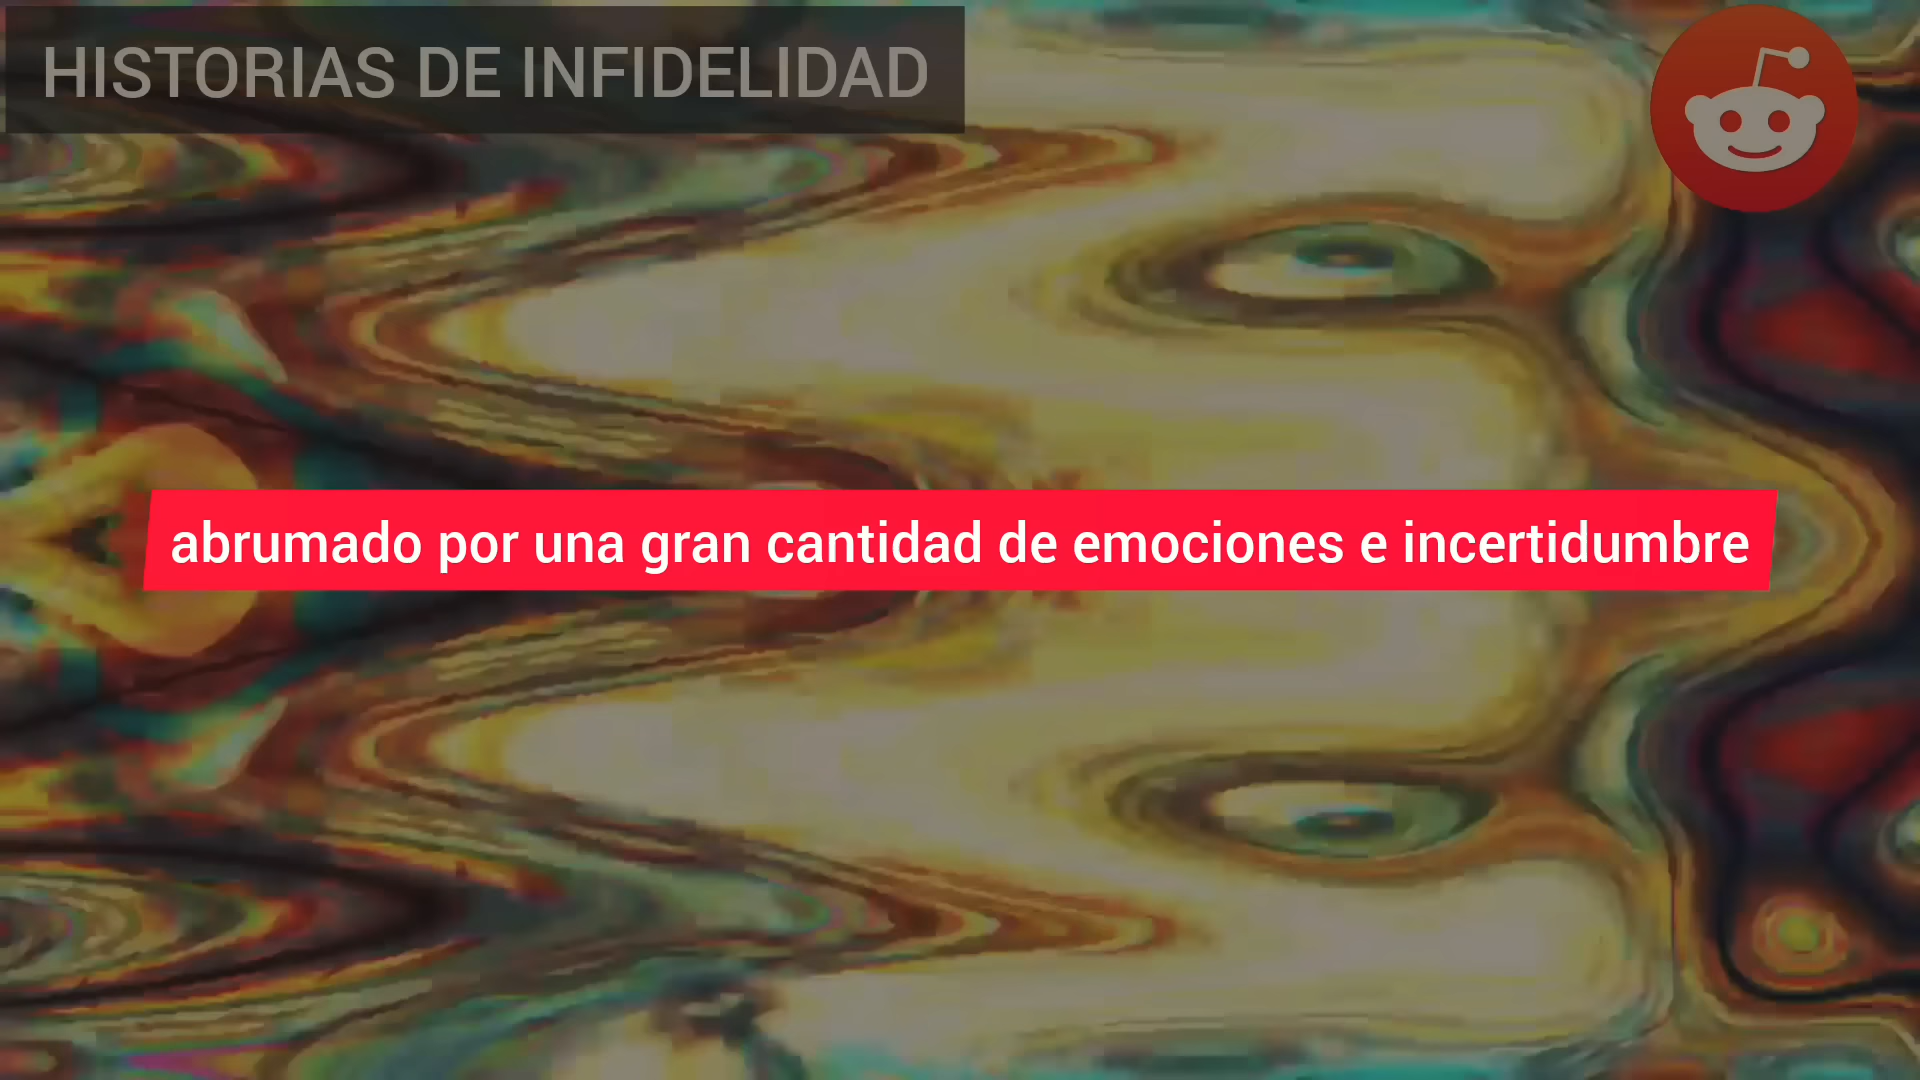 HISTORIAS DE INFIDELIDAD
abrumado por una gran cantidad de emociones e incertidumbre